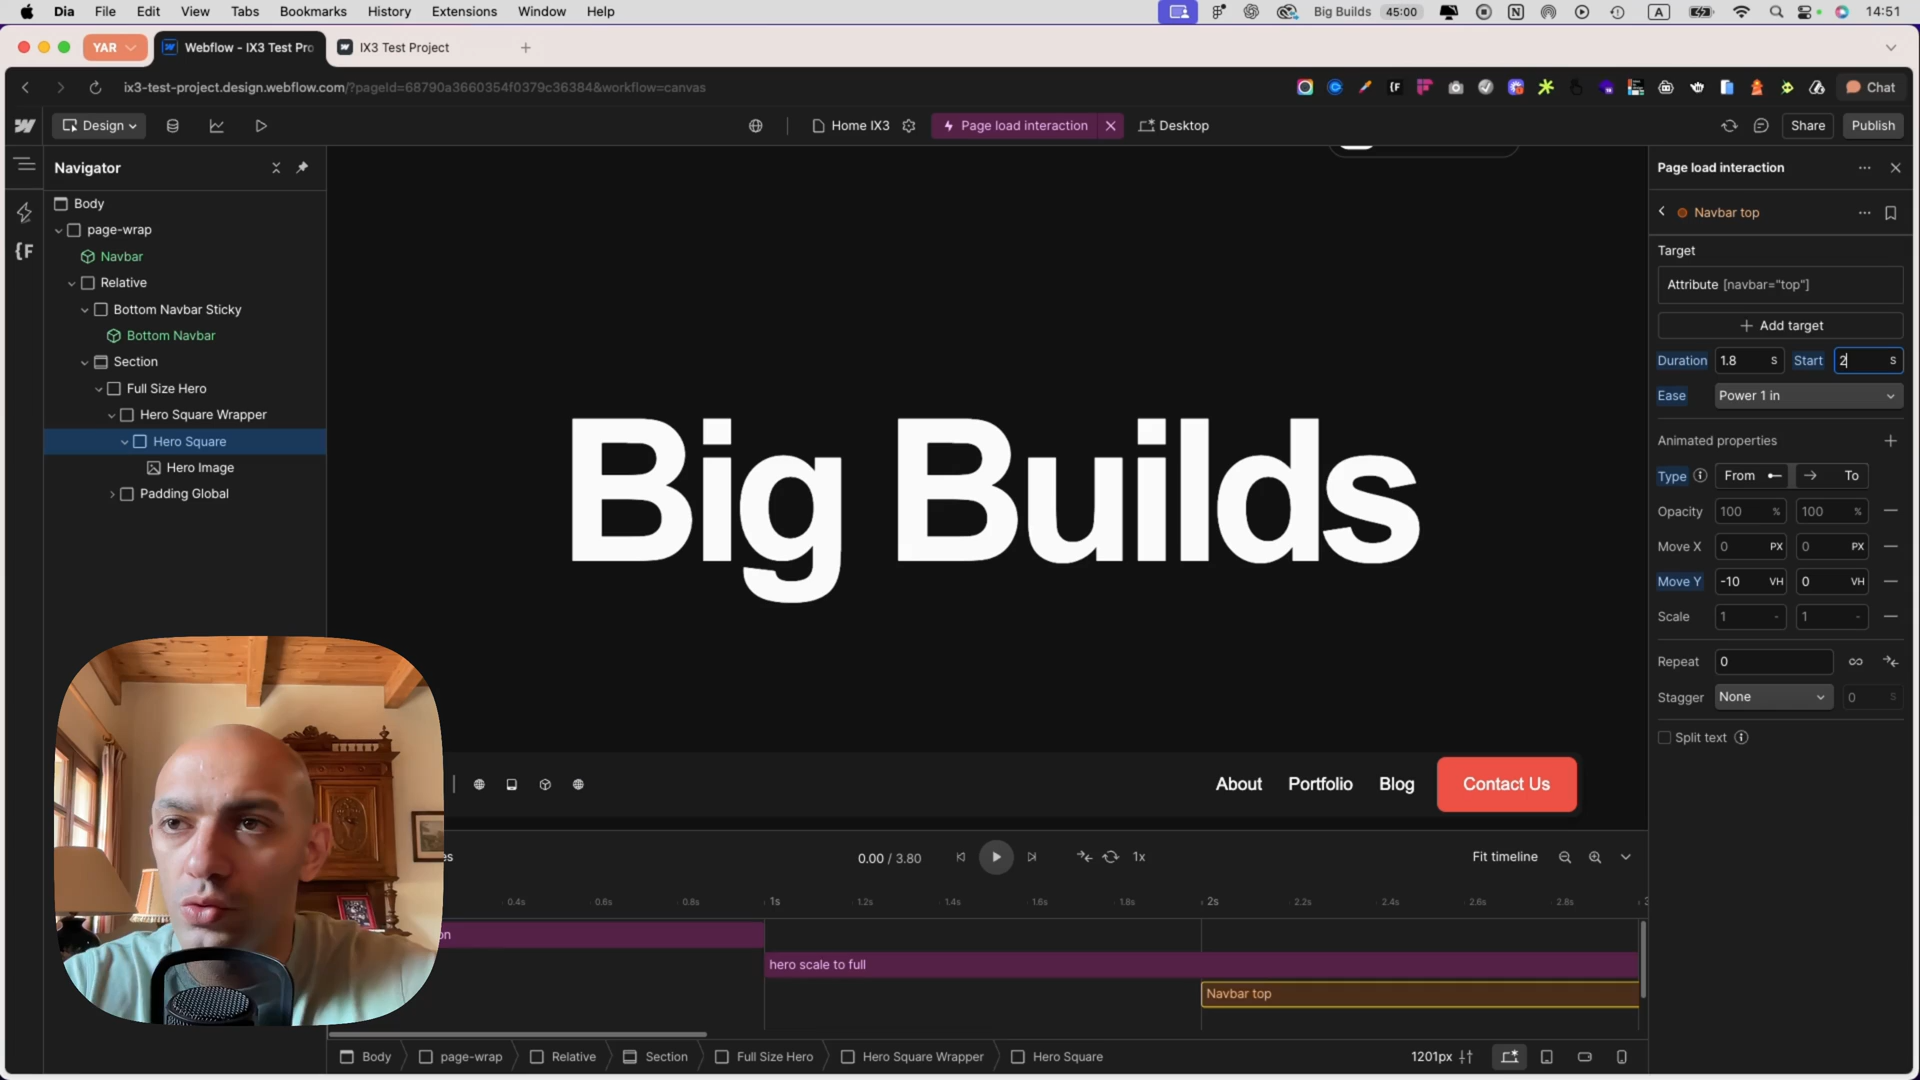 Dia File Edit View Tabs Bookmarks History Extensions Window Help Big Builds 45:00 A 14:51
YAR Webflow - IX3 Test Pro IX3 Test Project
ix3-test-project.design.webflow.com/?pageId=68790a3660354f0379c36384&workflow=canvas Chat
Design Home IX3 Page load interaction Desktop Share Publish
Navigator
Body
page-wrap
Navbar
Relative
Bottom Navbar Sticky
Bottom Navbar
Section
Full Size Hero
Hero Square Wrapper
Hero Square
Hero Image
Padding Global
Big Builds
About Portfolio Blog Contact Us
Page load interaction
Navbar top
Target
Attribute [navbar="top"]
+ Add target
Duration 1.8 S Start 2 S
Ease Power 1 in
Animated properties
Type From To
Opacity 100 % 100 %
Move X 0 PX 0 PX
Move Y -10 VH 0 VH
Scale 1 - 1 -
Repeat 0
Stagger None 0 S
Split text
0.00 / 3.80 1x Fit timeline
0.4s 0.6s 0.8s 1s 1.2s 1.4s 1.6s 1.8s 2s 2.2s 2.4s 2.6s 2.8s
hero scale to full
Navbar top
Body page-wrap Relative Section Full Size Hero Hero Square Wrapper Hero Square 1201px